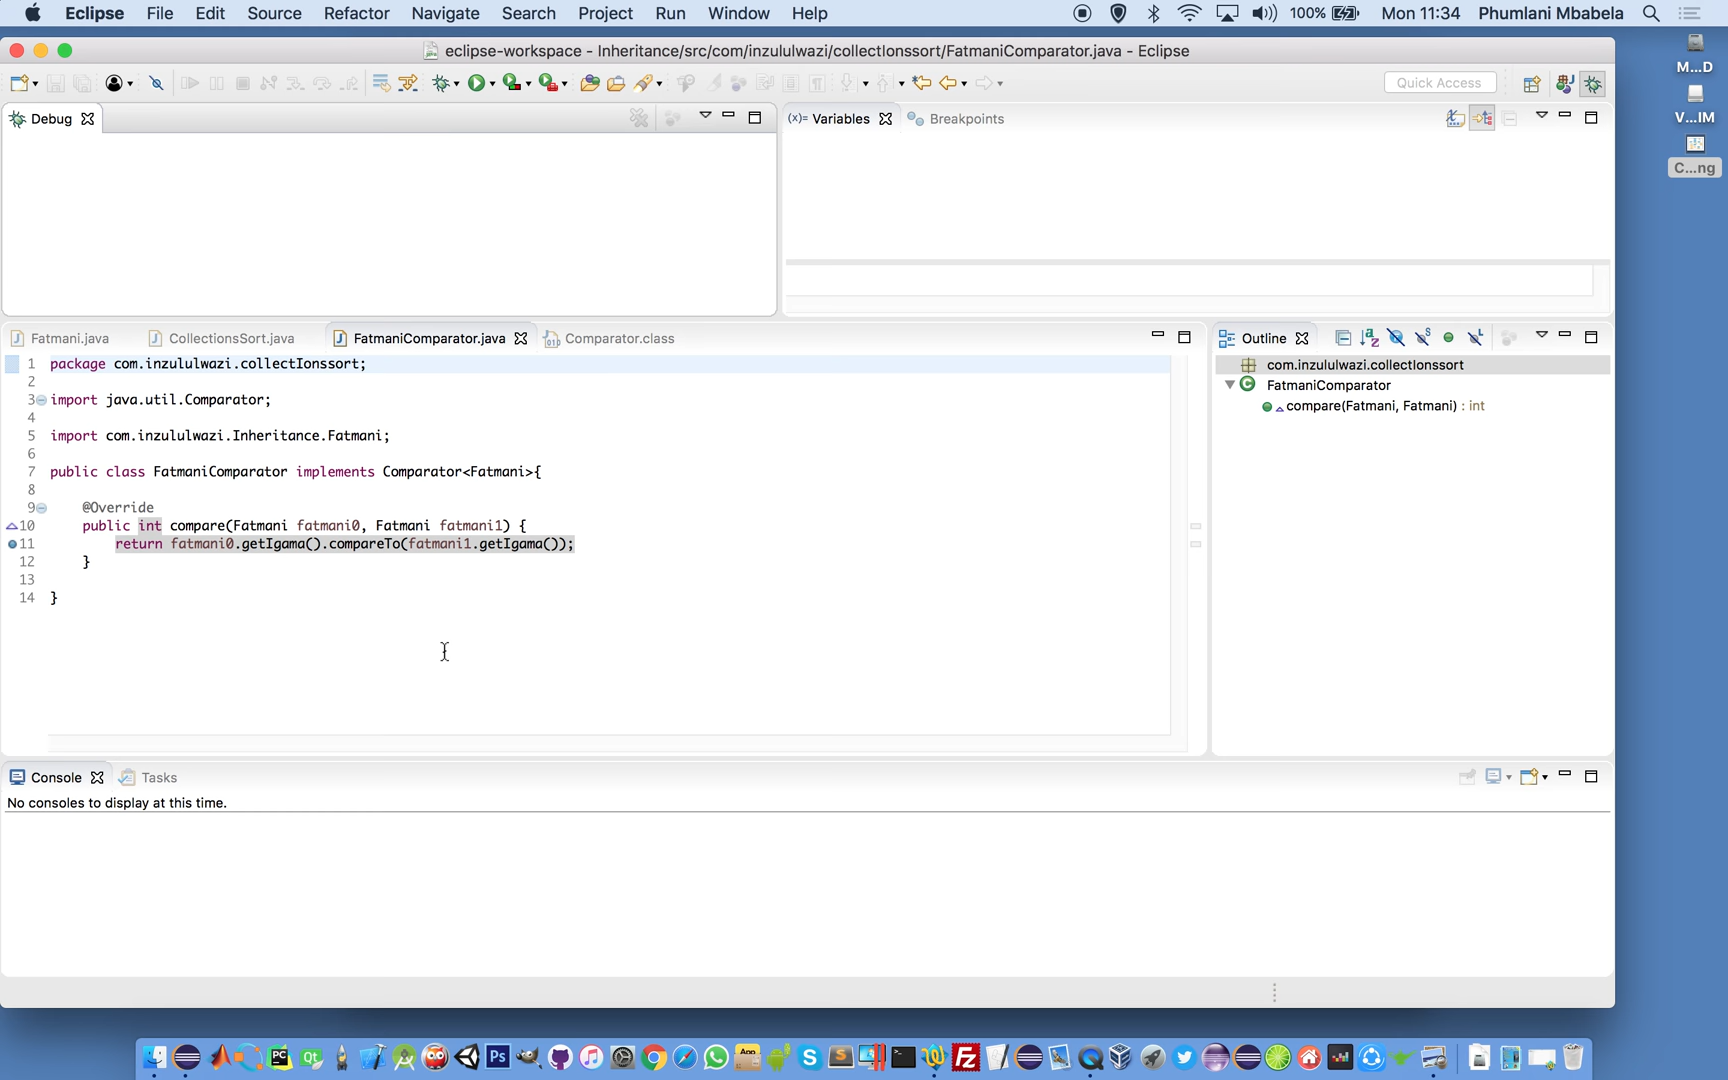 Eclipse File Edit Source Refactor Navigate Search Project Run Window Help 100% Mon 11:34 Phumlani Mbabela
eclipse-workspace - Inheritance/src/com/inzululwazi/collectIonssort/FatmaniComparator.java - Eclipse
Quick Access
M...D
V...IM
C...ng
Debug
(x)= Variables Breakpoints
Fatmani.java CollectionsSort.java FatmaniComparator.java Comparator.class
1 package com.inzululwazi.collectIonssort;
2
3 import java.util.Comparator;
4
5 import com.inzululwazi.Inheritance.Fatmani;
6
7 public class FatmaniComparator implements Comparator<Fatmani>{
8
9 @Override
10 public int compare(Fatmani fatmani0, Fatmani fatmani1) {
11 return fatmani0.getIgama().compareTo(fatmani1.getIgama());
12 }
13
14 }
Outline
com.inzululwazi.collectIonssort
FatmaniComparator
compare(Fatmani, Fatmani) : int
Console Tasks
No consoles to display at this time.
PC Qt Ps App S S Fz